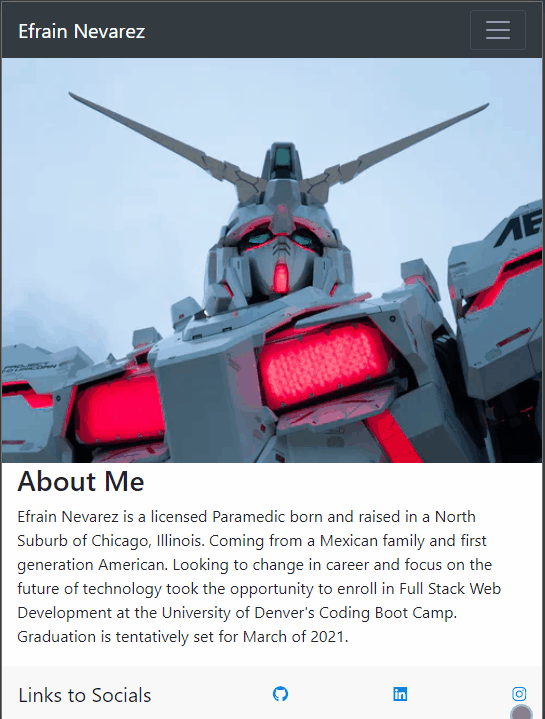 Efrain Nevarez
AE
PROJECT
About Me
Efrain Nevarez is a licensed Paramedic born and raised in a North
Suburb of Chicago, Illinois. Coming from a Mexican family and first
generation American. Looking to change in career and focus on the
future of technology took the opportunity to enroll in Full Stack Web
Development at the University of Denver's Coding Boot Camp.
Graduation is tentatively set for March of 2021.
Links to Socials
in